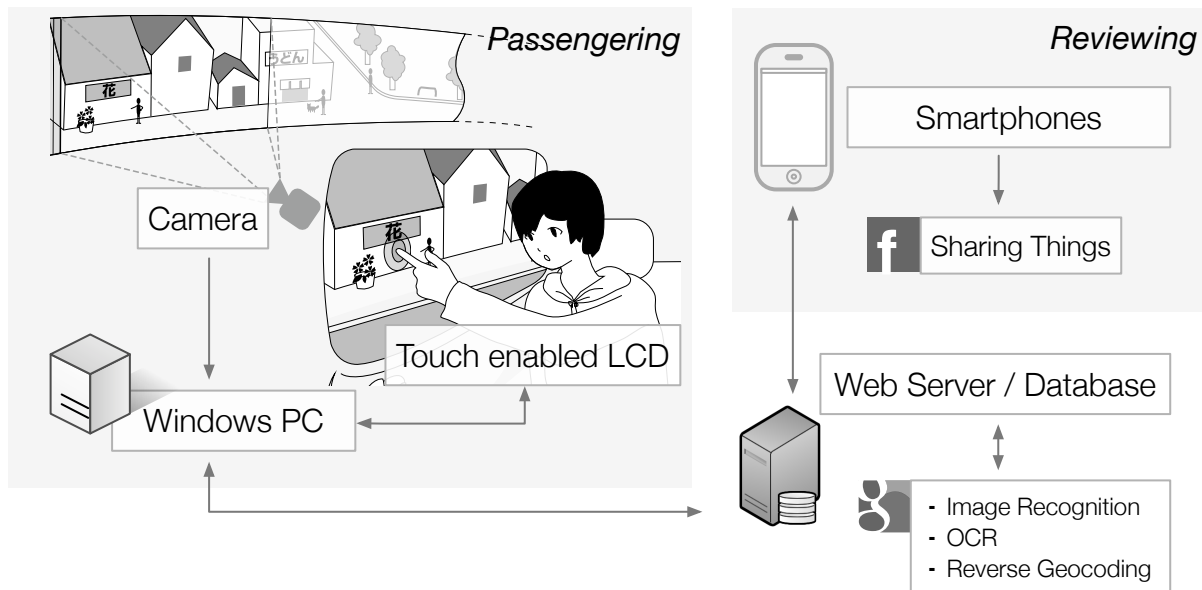 Passengering
うどん
花
Camera
花
Touch enabled LCD
Windows PC
Reviewing
Smartphones
f
Sharing Things
Web Server / Database
g
- Image Recognition
- OCR
- Reverse Geocoding